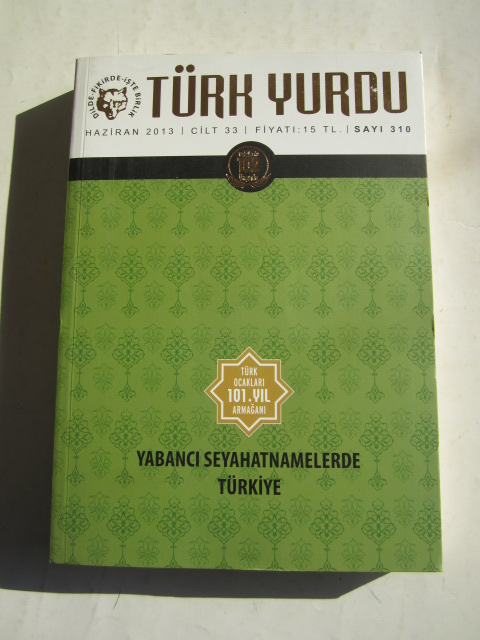 DİLDE-FİKİRDE-İŞTE BİRLİK
TÜRK YURDU
HAZİRAN 2013 | CİLT 33 | FİYATI:15 TL. | SAYI 310
TÜRK
OCAKLARI
101.YIL
ARMAĞANI
YABANCI SEYAHATNAMELERDE
TÜRKİYE